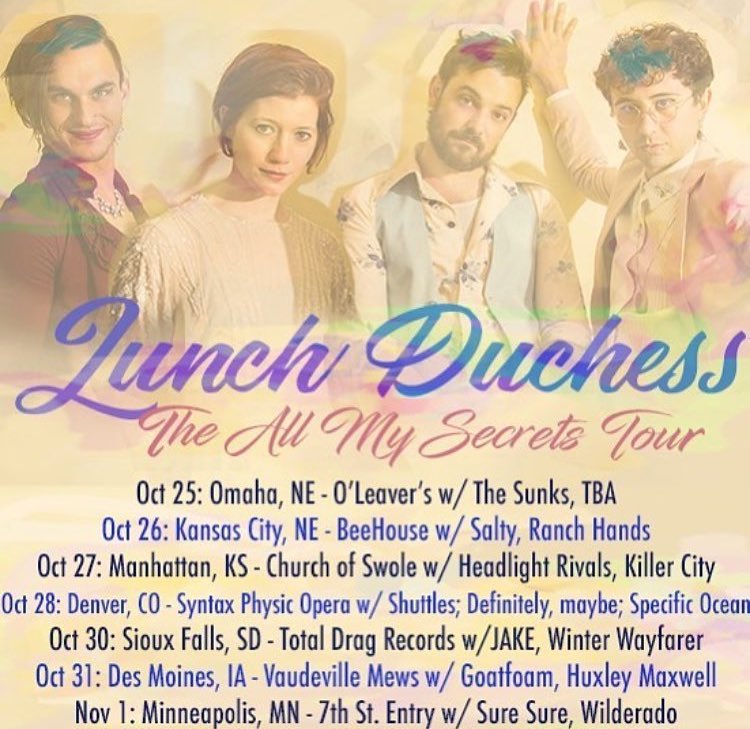 Lunch Duchess
The All My Secrets Tour
Oct 25: Omaha, NE - O'Leaver's w/ The Sunks, TBA
Oct 26: Kansas City, NE - BeeHouse w/ Salty, Ranch Hands
Oct 27: Manhattan, KS - Church of Swole w/ Headlight Rivals, Killer City
Oct 28: Denver, CO - Syntax Physic Opera w/ Shuttles; Definitely, maybe; Specific Ocean
Oct 30: Sioux Falls, SD - Total Drag Records w/JAKE, Winter Wayfarer
Oct 31: Des Moines, IA - Vaudeville Mews w/ Goatfoam, Huxley Maxwell
Nov 1: Minneapolis, MN - 7th St. Entry w/ Sure Sure, Wilderado